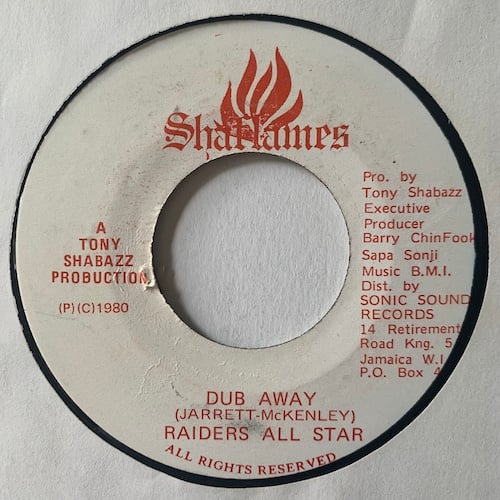 Shaflames
A
TONY
SHABAZZ
PRODUCTION
(P)(C)1980
Pro. by
Tony Shabazz
Executive
Producer
Barry ChinFook
Sapa Sonji
Music B.M.I.
Dist. by
SONIC SOUND
RECORDS
14 Retirement
Road Kng. 5
Jamaica W.I.
P.O. Box 4
DUB AWAY
(JARRETT-McKENLEY)
RAIDERS ALL STAR
ALL RIGHTS RESERVED